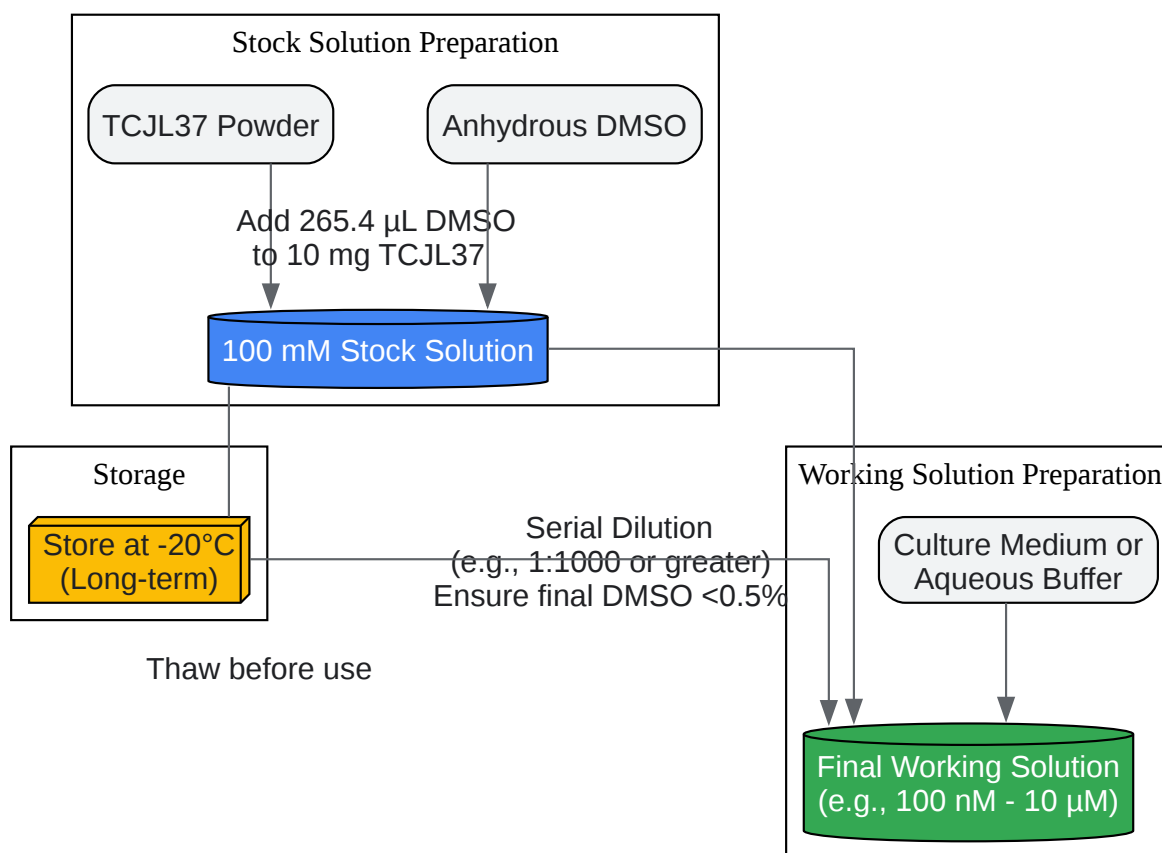 Stock Solution Preparation
TCJL37 Powder
Anhydrous DMSO
Add 265.4 µL DMSO
to 10 mg TCJL37
100 mM Stock Solution
Storage
Store at -20°C
(Long-term)
Thaw before use
Serial Dilution
(e.g., 1:1000 or greater)
Ensure final DMSO <0.5%
Working Solution Preparation
Culture Medium or
Aqueous Buffer
Final Working Solution
(e.g., 100 nM - 10 µM)